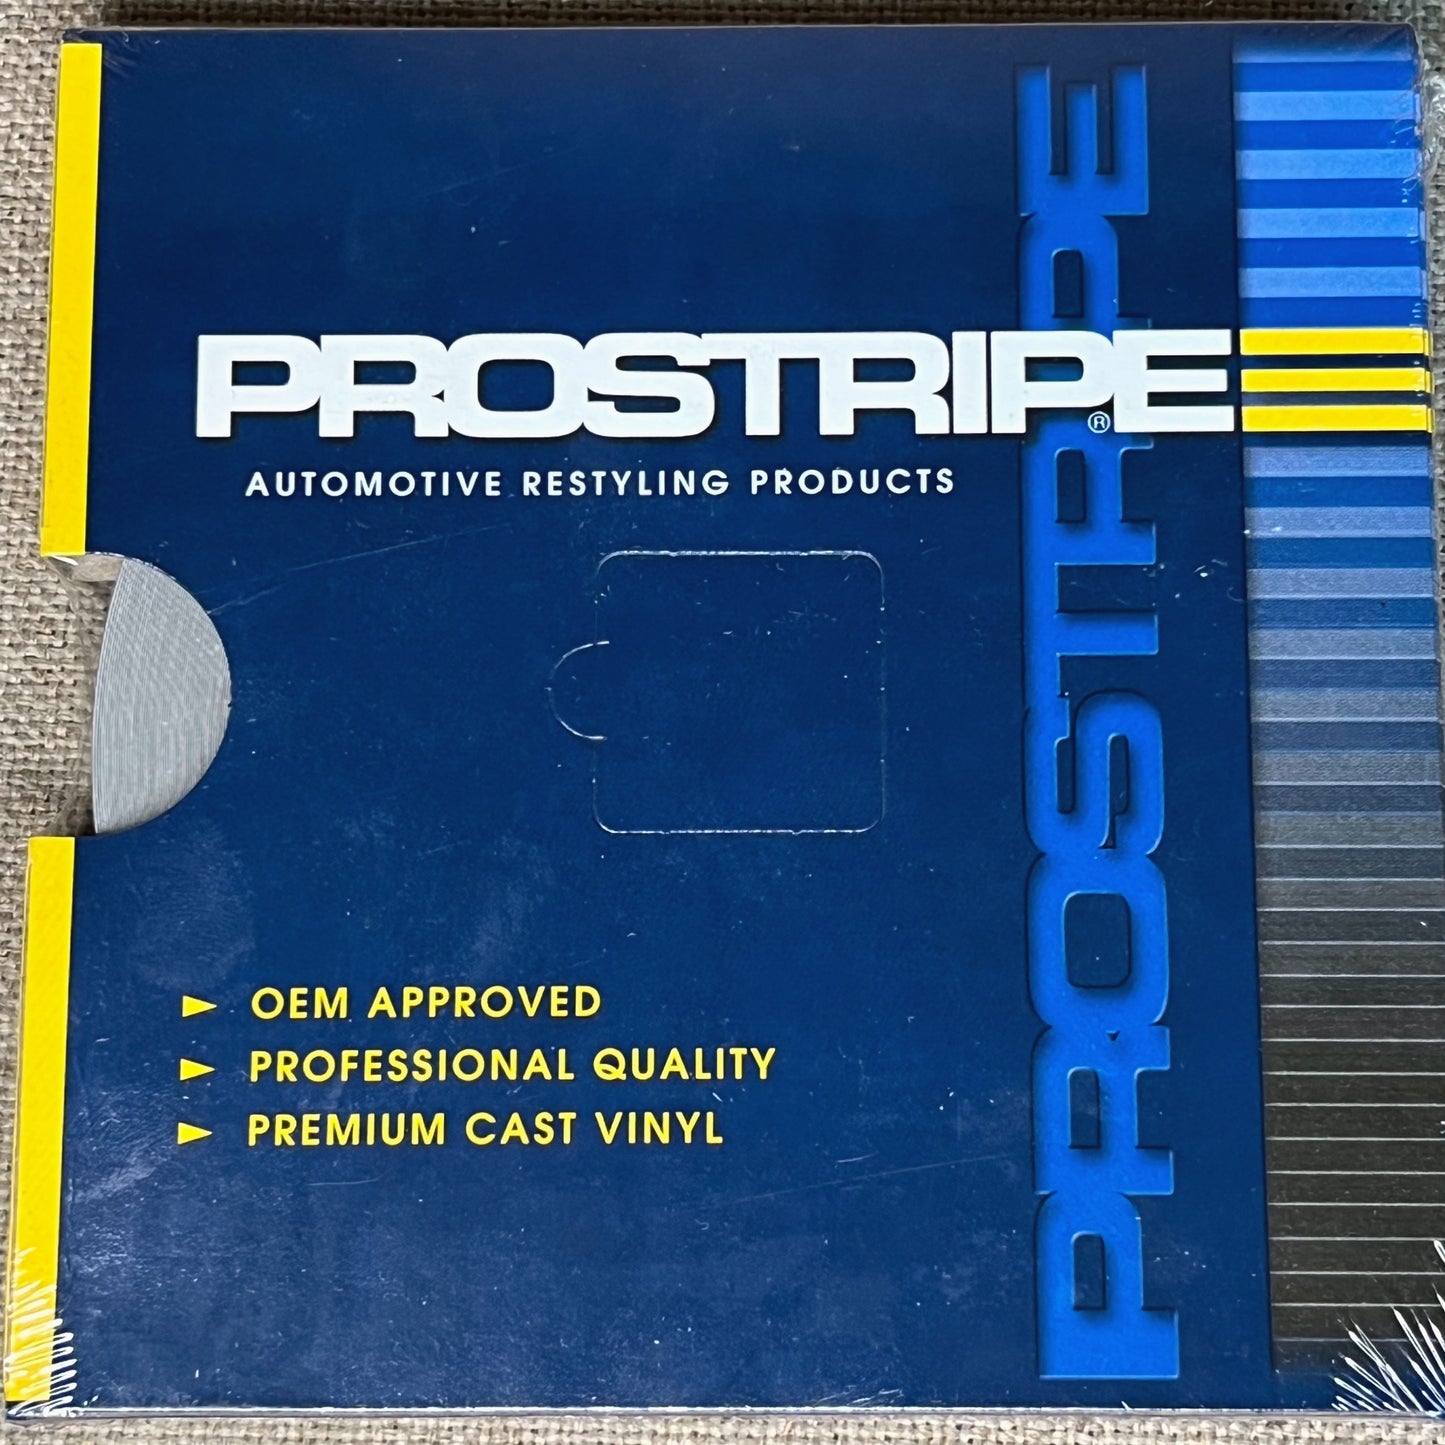 PROSTRIPE®
AUTOMOTIVE RESTYLING PRODUCTS
OEM APPROVED
PROFESSIONAL QUALITY
PREMIUM CAST VINYL
PROSTRIPE